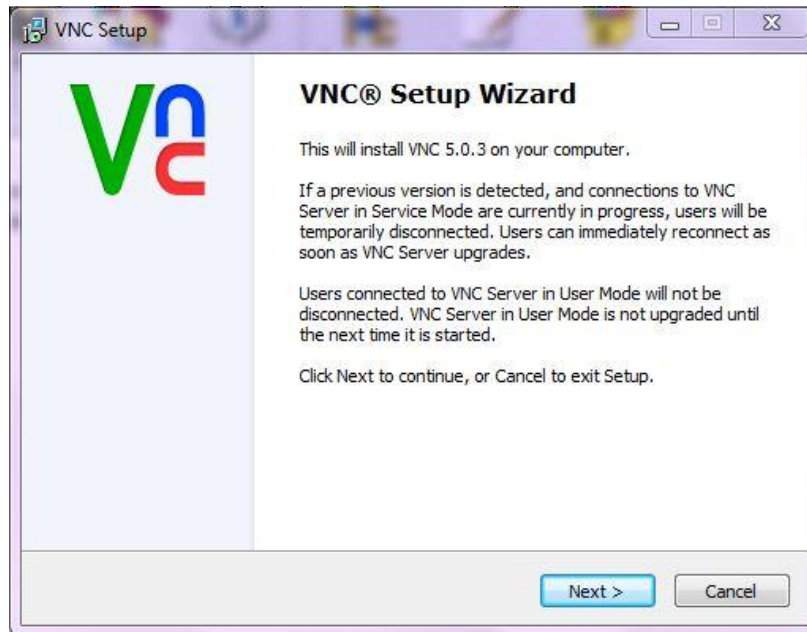 VNC Setup
Vnc
VNC® Setup Wizard
This will install VNC 5.0.3 on your computer.
If a previous version is detected, and connections to VNC
Server in Service Mode are currently in progress, users will be
temporarily disconnected. Users can immediately reconnect as
soon as VNC Server upgrades.
Users connected to VNC Server in User Mode will not be
disconnected. VNC Server in User Mode is not upgraded until
the next time it is started.
Click Next to continue, or Cancel to exit Setup.
Next >
Cancel